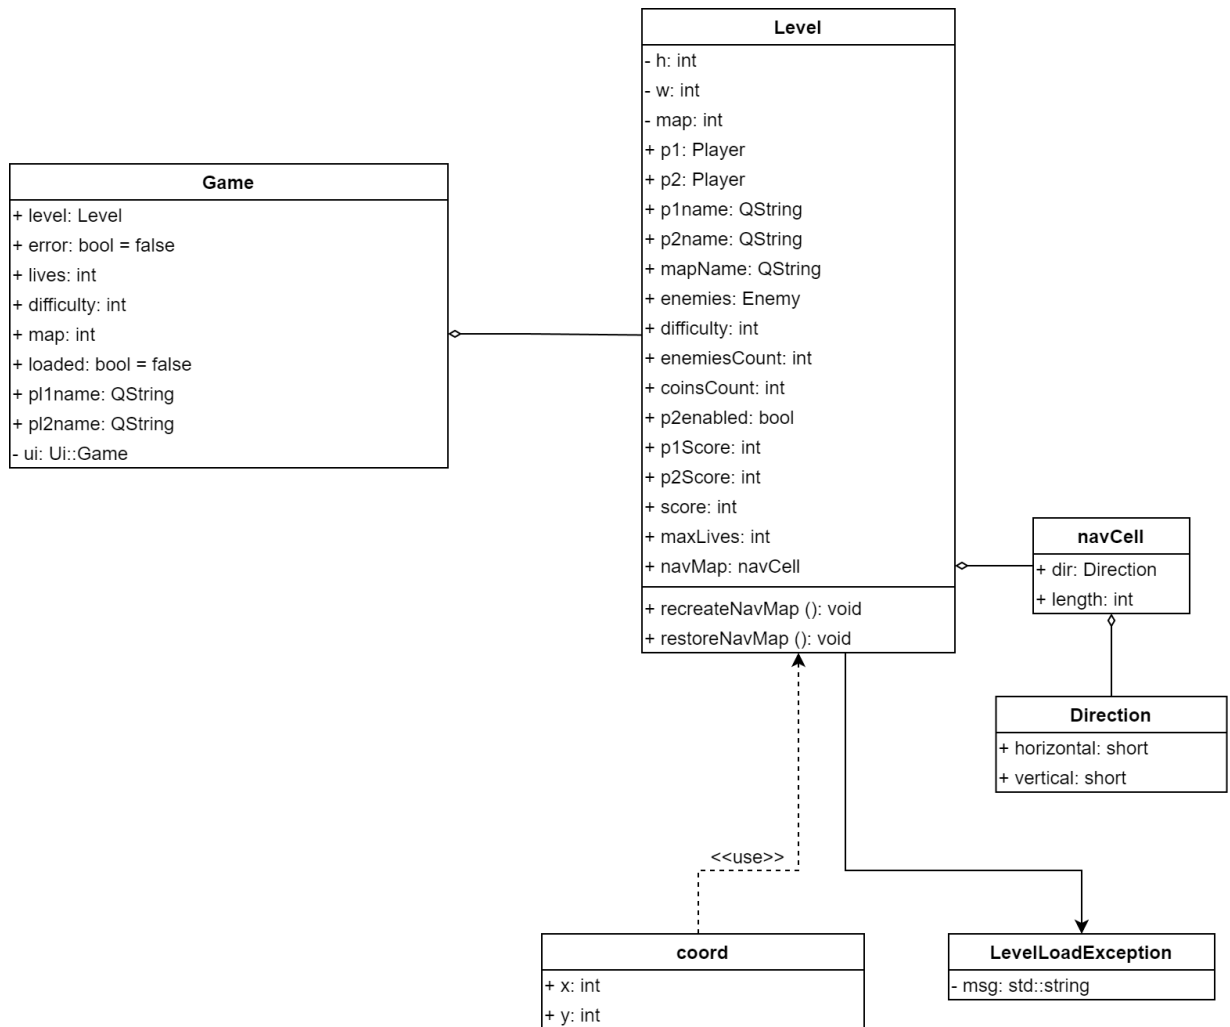 Level
- h: int
- w: int
- map: int
+ p1: Player
+ p2: Player
+ p1name: QString
+ p2name: QString
+ mapName: QString
+ enemies: Enemy
+ difficulty: int
+ enemiesCount: int
+ coinsCount: int
+ p2enabled: bool
+ p1Score: int
+ p2Score: int
+ score: int
+ maxLives: int
+ navMap: navCell
+ recreateNavMap (): void
+ restoreNavMap (): void
Game
+ level: Level
+ error: bool = false
+ lives: int
+ difficulty: int
+ map: int
+ loaded: bool = false
+ pl1name: QString
+ pl2name: QString
- ui: Ui::Game
navCell
+ dir: Direction
+ length: int
Direction
+ horizontal: short
+ vertical: short
<<use>>
coord
+ x: int
+ y: int
LevelLoadException
- msg: std::string